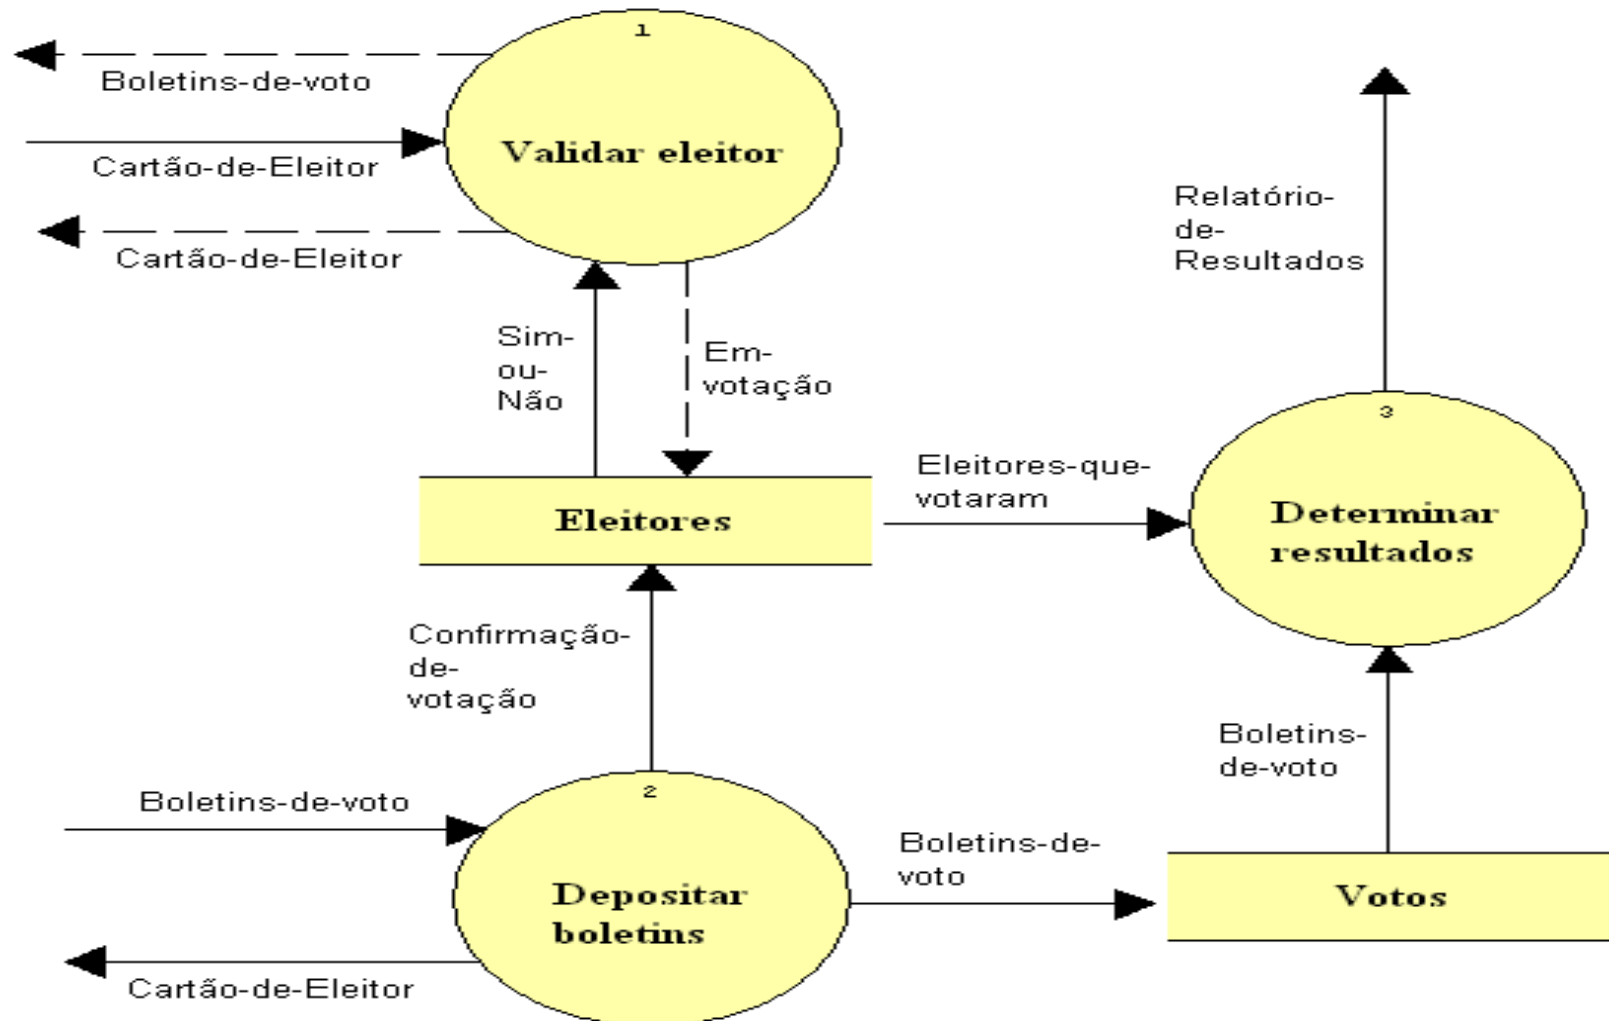 1
Boletins-de-voto
Validar eleitor
Cartão-de-Eleitor
Cartão-de-Eleitor
Relatório-
de-
Resultados
Sim-
ou-
Não
Em-
votação
3
Eleitores-que-
votaram
Eleitores
Determinar
resultados
Confirmação-
de-
votação
Boletins-
de-voto
2
Boletins-de-voto
Boletins-de-
voto
Depositar
boletins
Votos
Cartão-de-Eleitor